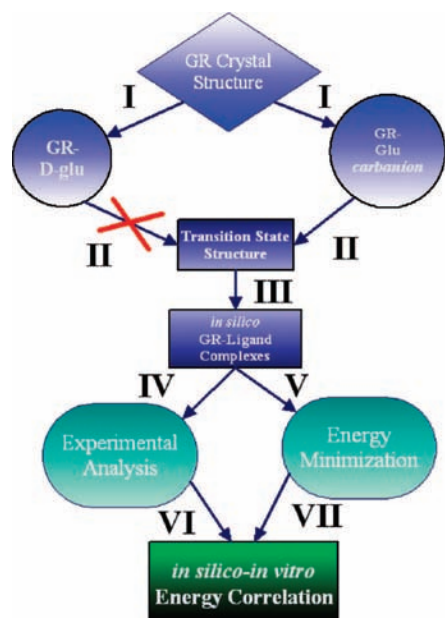 GR Crystal
Structure
I
I
GR-
D-glu
GR-
Glu
carbanion
II
II
Transition State
Structure
III
in silico
GR-Ligand
Complexes
IV
V
Experimental
Analysis
Energy
Minimization
VI
VII
in silico-in vitro
Energy Correlation